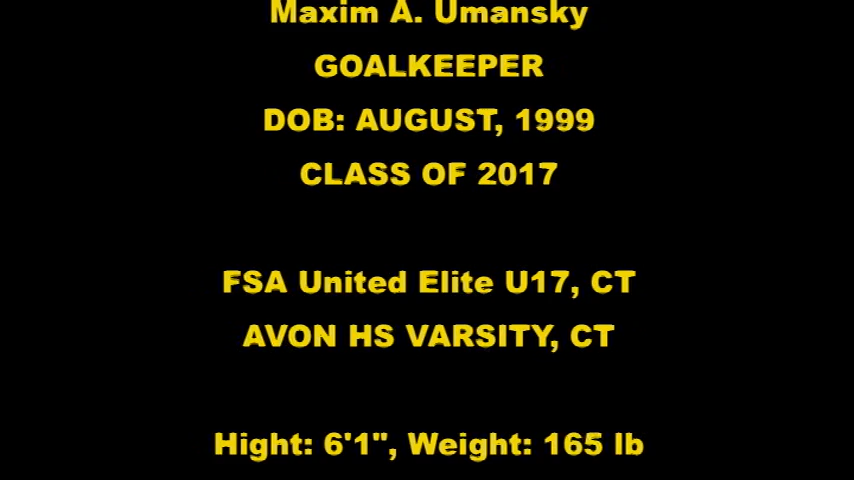 Maxim A. Umansky
GOALKEEPER
DOB: AUGUST, 1999
CLASS OF 2017
FSA United Elite U17, CT
AVON HS VARSITY, CT
Hight: 6'1", Weight: 165 lb